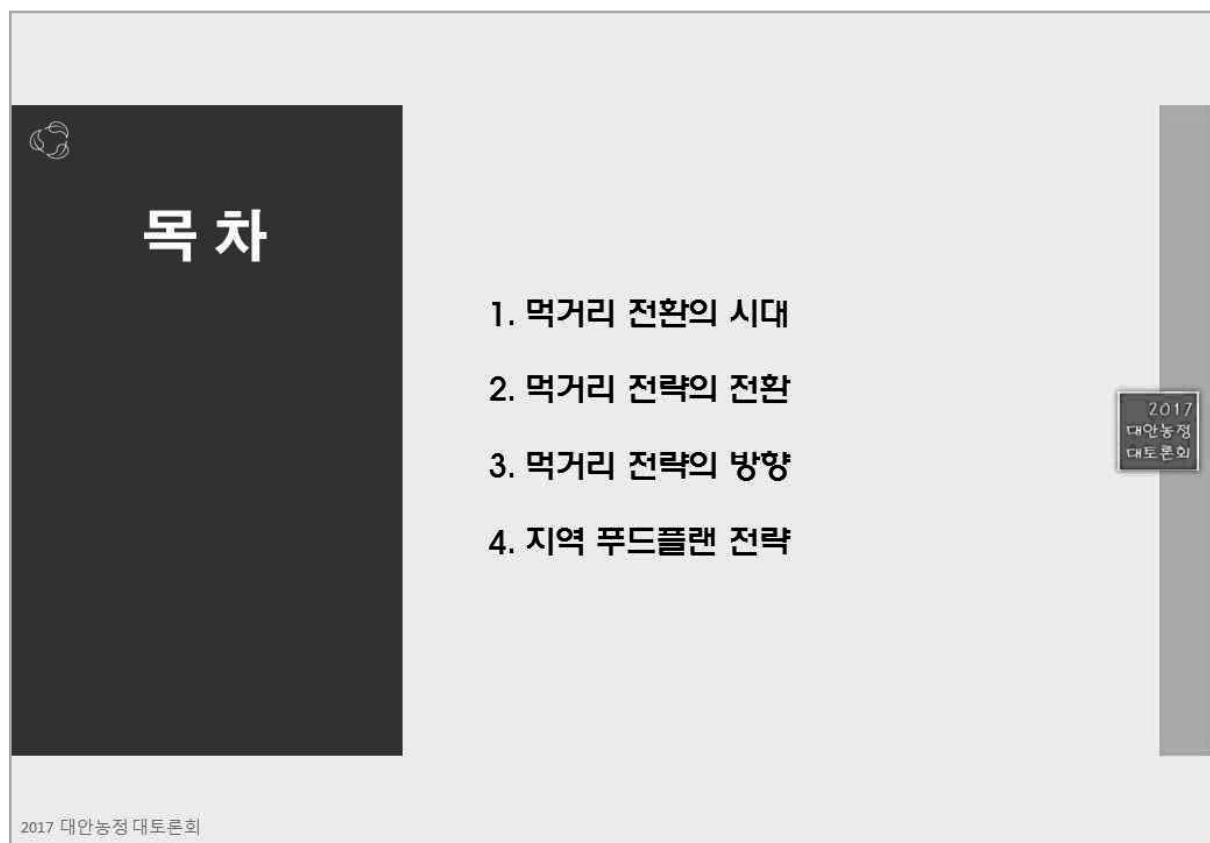 목 차
1. 먹거리 전환의 시대
2. 먹거리 전략의 전환
3. 먹거리 전략의 방향
4. 지역 푸드플랜 전략
2017
대안농정
대토론회
2017 대안농정 대토론회